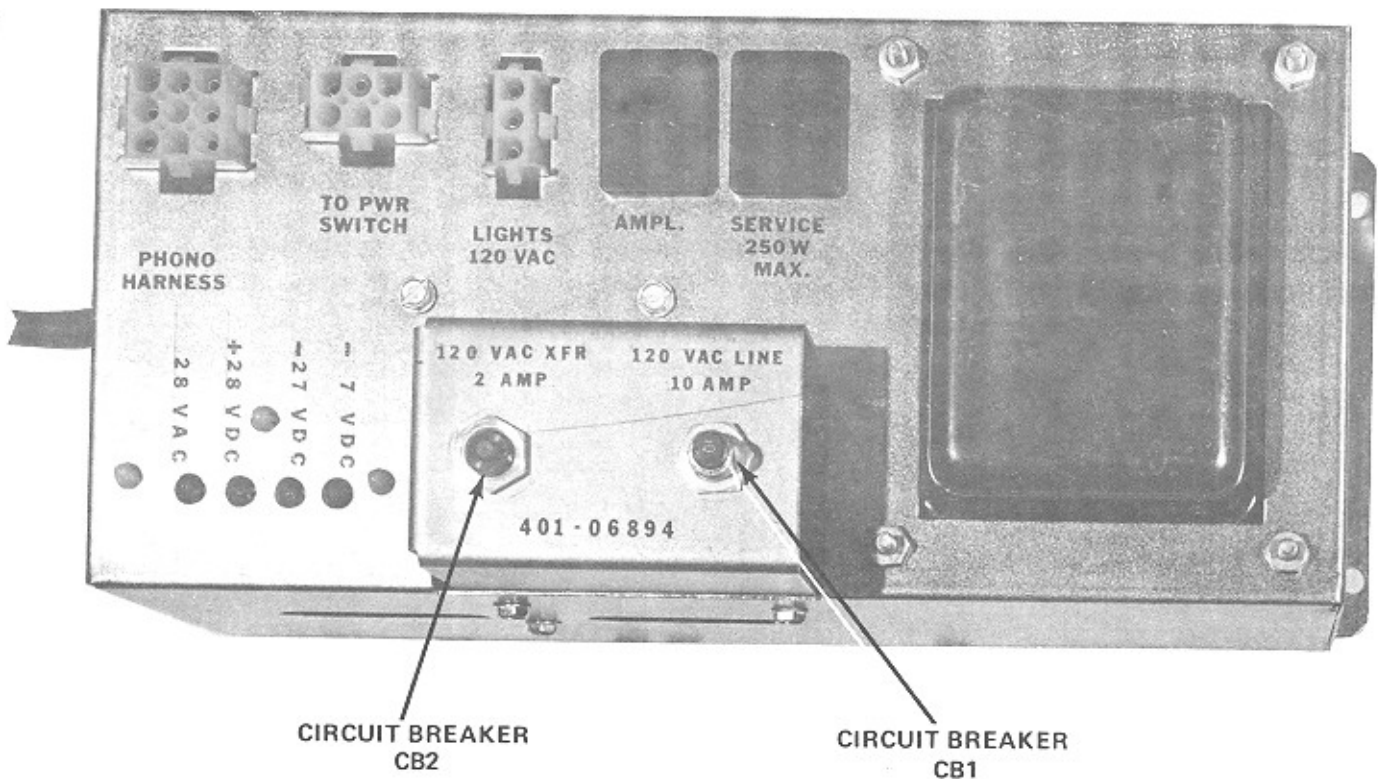 PHONO
HARNESS
TO PWR
SWITCH
LIGHTS
120 VAC
AMPL.
SERVICE
250W
MAX.
28 VAC
+28 VDC
-27 VDC
- 7 VDC
120 VAC XFR
2 AMP
120 VAC LINE
10 AMP
401-06894
CIRCUIT BREAKER
CB2
CIRCUIT BREAKER
CB1